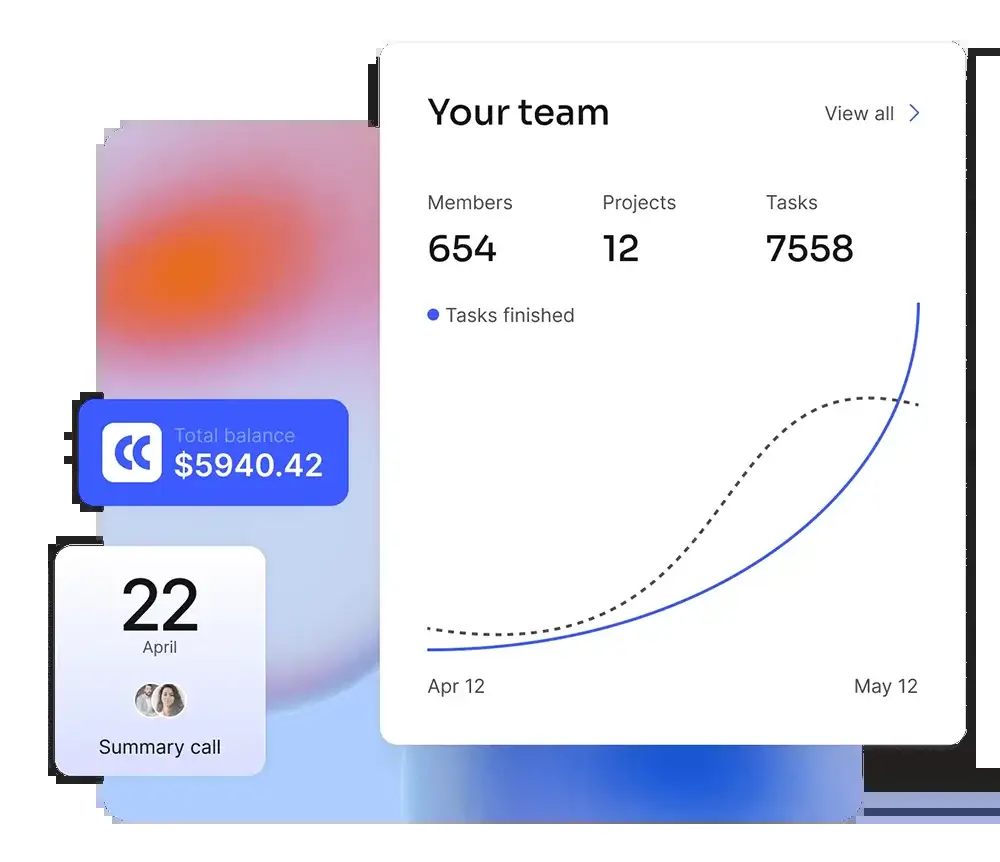 Your team
View all
Members
Projects
Tasks
654
12
7558
Tasks finished
Total balance
$5940.42
22
April
Summary call
Apr 12
May 12